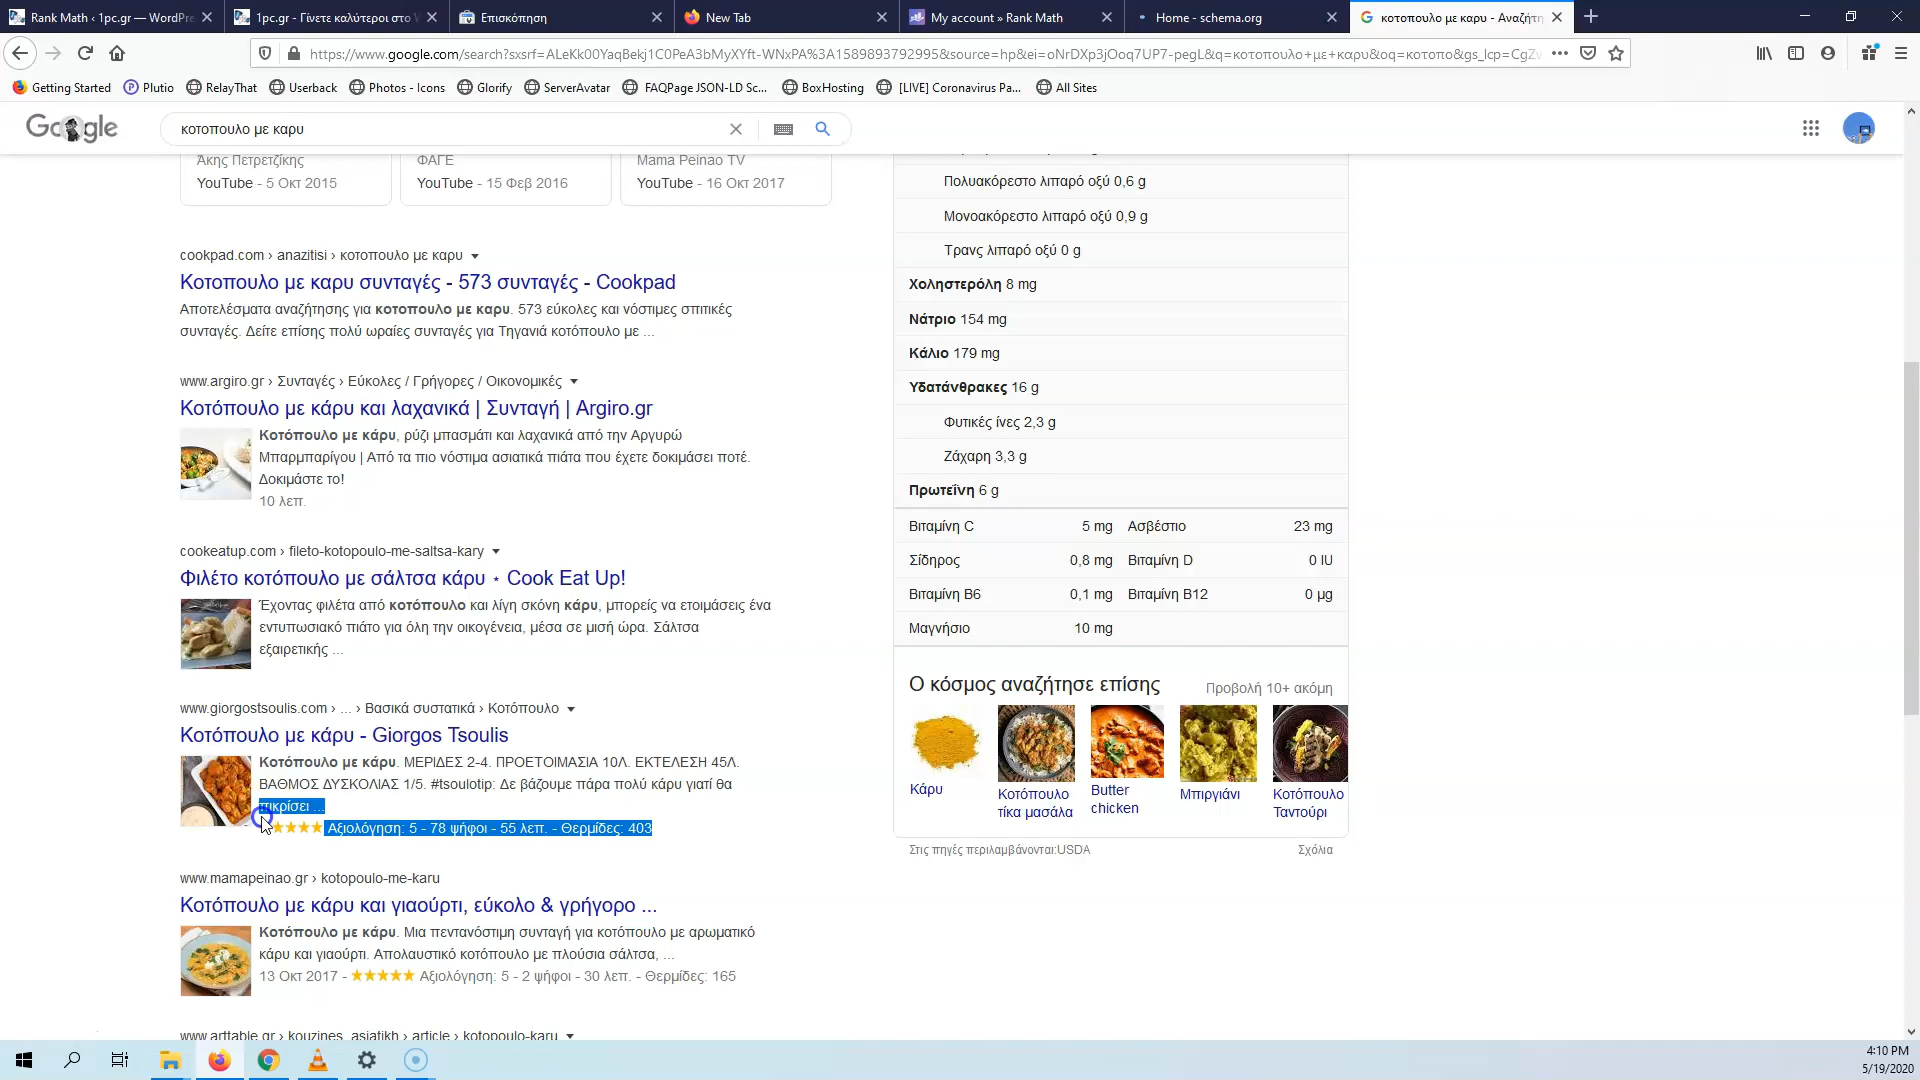 Rank Math ‹ 1pc.gr — WordPre
1pc.gr - Γίνετε καλύτεροι στο W
Επισκόπηση
New Tab
My account » Rank Math
Home - schema.org
κοτοπουλο με καρυ - Αναζήτη
https://www.google.com/search?sxsrf=ALeKk00YaqBekj1C0PeA3bMyXYft-WNxPA%3A1589893792995&source=hp&ei=oNrDXp3jOoq7UP7-pegL&q=κοτοπουλο+με+καρυ&oq=κοτοπο&gs_lcp=CgZv
Getting Started
Plutio
RelayThat
Userback
Photos - Icons
Glorify
ServerAvatar
FAQPage JSON-LD Sc...
BoxHosting
[LIVE] Coronavirus Pa...
All Sites
Google
κοτοπουλο με καρυ
Άκης Πετρετζίκης
YouTube - 5 Οκτ 2015
ΦΑΓΕ
YouTube - 15 Φεβ 2016
Mama Peinao TV
YouTube - 16 Οκτ 2017
cookpad.com › anazitisi › κοτοπουλο με καρυ
Κοτοπουλο με καρυ συνταγές - 573 συνταγές - Cookpad
Αποτελέσματα αναζήτησης για κοτοπουλο με καρυ. 573 εύκολες και νόστιμες σπιτικές
συνταγές. Δείτε επίσης πολύ ωραίες συνταγές για Τηγανιά κοτόπουλο με ...
www.argiro.gr › Συνταγές › Εύκολες / Γρήγορες / Οικονομικές
Κοτόπουλο με κάρυ και λαχανικά | Συνταγή | Argiro.gr
Κοτόπουλο με κάρυ, ρύζι μπασμάτι και λαχανικά από την Αργυρώ
Μπαρμπαρίγου | Από τα πιο νόστιμα ασιατικά πιάτα που έχετε δοκιμάσει ποτέ.
Δοκιμάστε το!
10 λεπ.
cookeatup.com › fileto-kotopoulo-me-saltsa-kary
Φιλέτο κοτόπουλο με σάλτσα κάρυ ⋆ Cook Eat Up!
Έχοντας φιλέτα από κοτόπουλο και λίγη σκόνη κάρυ, μπορείς να ετοιμάσεις ένα
εντυπωσιακό πιάτο για όλη την οικογένεια, μέσα σε μισή ώρα. Σάλτσα
εξαιρετικής ...
www.giorgostsoulis.com › ... › Βασικά συστατικά › Κοτόπουλο
Κοτόπουλο με κάρυ - Giorgos Tsoulis
Κοτόπουλο με κάρυ. ΜΕΡΙΔΕΣ 2-4. ΠΡΟΕΤΟΙΜΑΣΙΑ 10Λ. ΕΚΤΕΛΕΣΗ 45Λ.
ΒΑΘΜΟΣ ΔΥΣΚΟΛΙΑΣ 1/5. #tsoulotip: Δε βάζουμε πάρα πολύ κάρυ γιατί θα
πικρίσει ...
★★★★ Αξιολόγηση: 5 - 78 ψήφοι - 55 λεπ. - Θερμίδες: 403
www.mamapeinao.gr › kotopoulo-me-karu
Κοτόπουλο με κάρυ και γιαούρτι, εύκολο & γρήγορο ...
Κοτόπουλο με κάρυ. Μια πεντανόστιμη συνταγή για κοτόπουλο με αρωματικό
κάρυ και γιαούρτι. Απολαυστικό κοτόπουλο με πλούσια σάλτσα, ...
13 Οκτ 2017 - ★★★★★ Αξιολόγηση: 5 - 2 ψήφοι - 30 λεπ. - Θερμίδες: 165
www.arttable.gr › kouzines_asiatikh › article › kotopoulo-karu
Πολυακόρεστο λιπαρό οξύ 0,6 g
Μονοακόρεστο λιπαρό οξύ 0,9 g
Τρανς λιπαρό οξύ 0 g
Χοληστερόλη 8 mg
Νάτριο 154 mg
Κάλιο 179 mg
Υδατάνθρακες 16 g
Φυτικές ίνες 2,3 g
Ζάχαρη 3,3 g
Πρωτεΐνη 6 g
Βιταμίνη C 5 mg Ασβέστιο 23 mg
Σίδηρος 0,8 mg Βιταμίνη D 0 IU
Βιταμίνη B6 0,1 mg Βιταμίνη B12 0 μg
Μαγνήσιο 10 mg
Ο κόσμος αναζήτησε επίσης
Προβολή 10+ ακόμη
Κάρυ
Κοτόπουλο
τίκα μασάλα
Butter
chicken
Μπιργιάνι
Κοτόπουλο
Ταντούρι
Στις πηγές περιλαμβάνονται:USDA
Σχόλια
4:10 PM
5/19/2020